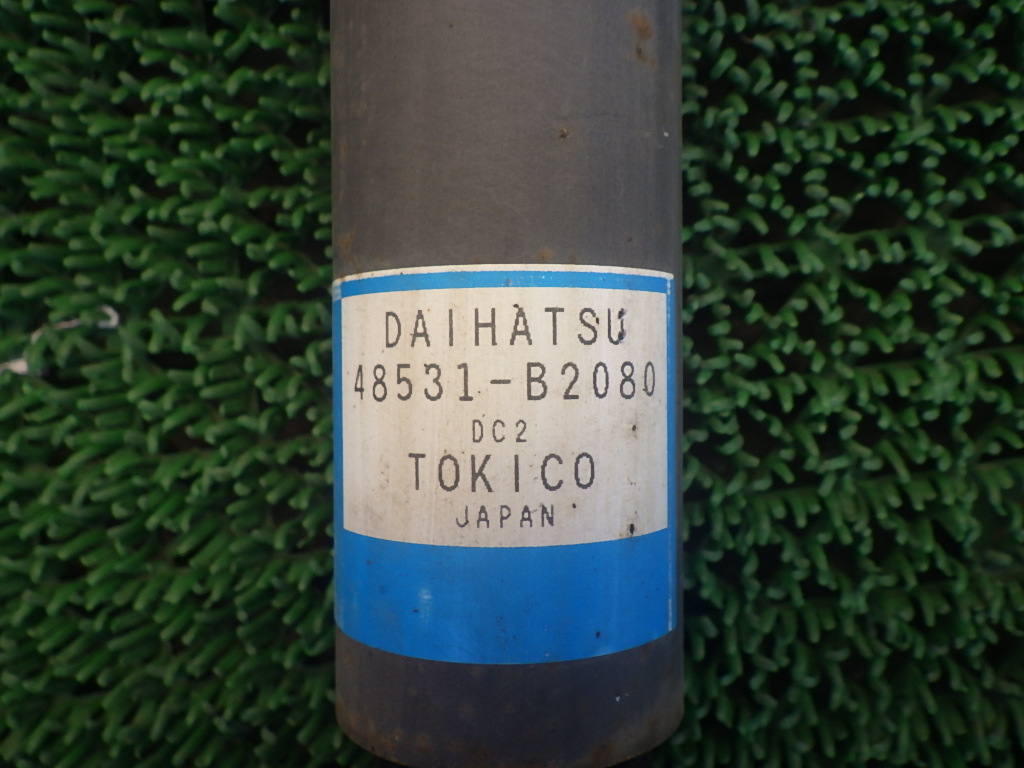 DAIHATSU
48531-B2080
DC2
TOKICO
JAPAN